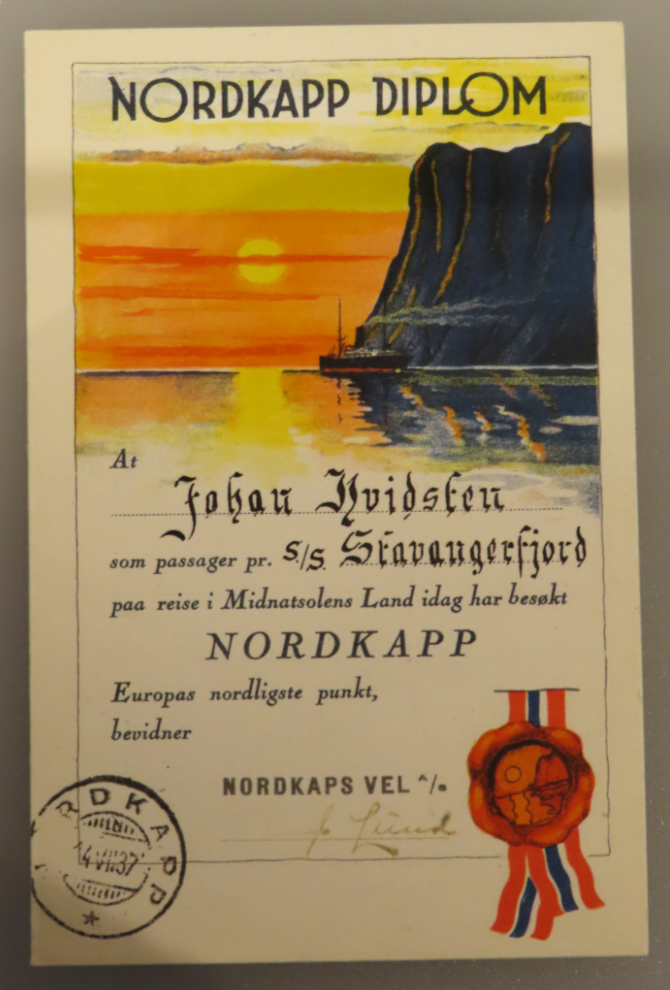 NORDKAPP DIPLOM
At
Johan Hvidsten
som passager pr. S/S Stavangerfjord
paa reise i Midnatsolens Land idag har besøkt
NORDKAPP
Europas nordligste punkt,
bevidner
NORDKAPS VEL A/S
Lund
NORDKAPP
14 VII 37